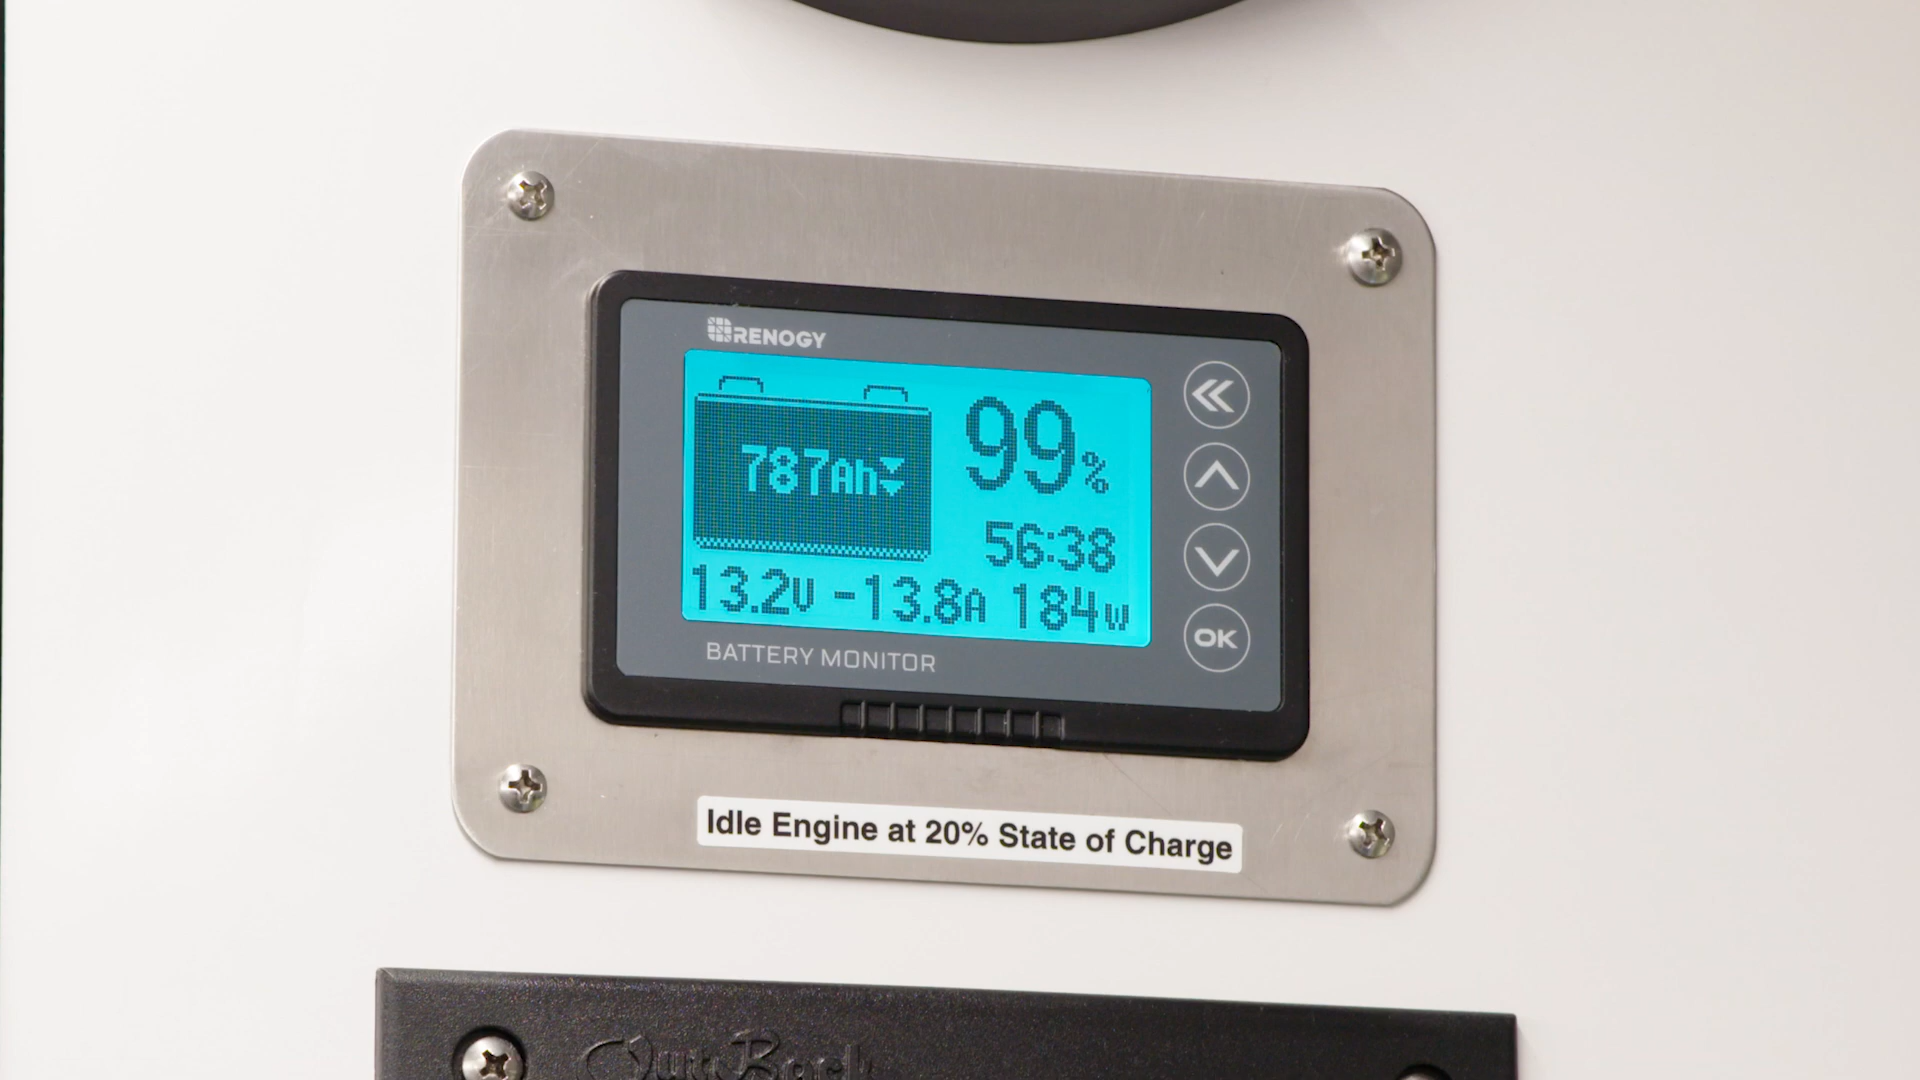 RENOGY
787Ah
99%
56:38
13.2V -13.8A 184W
OK
BATTERY MONITOR
Idle Engine at 20% State of Charge
OutBack